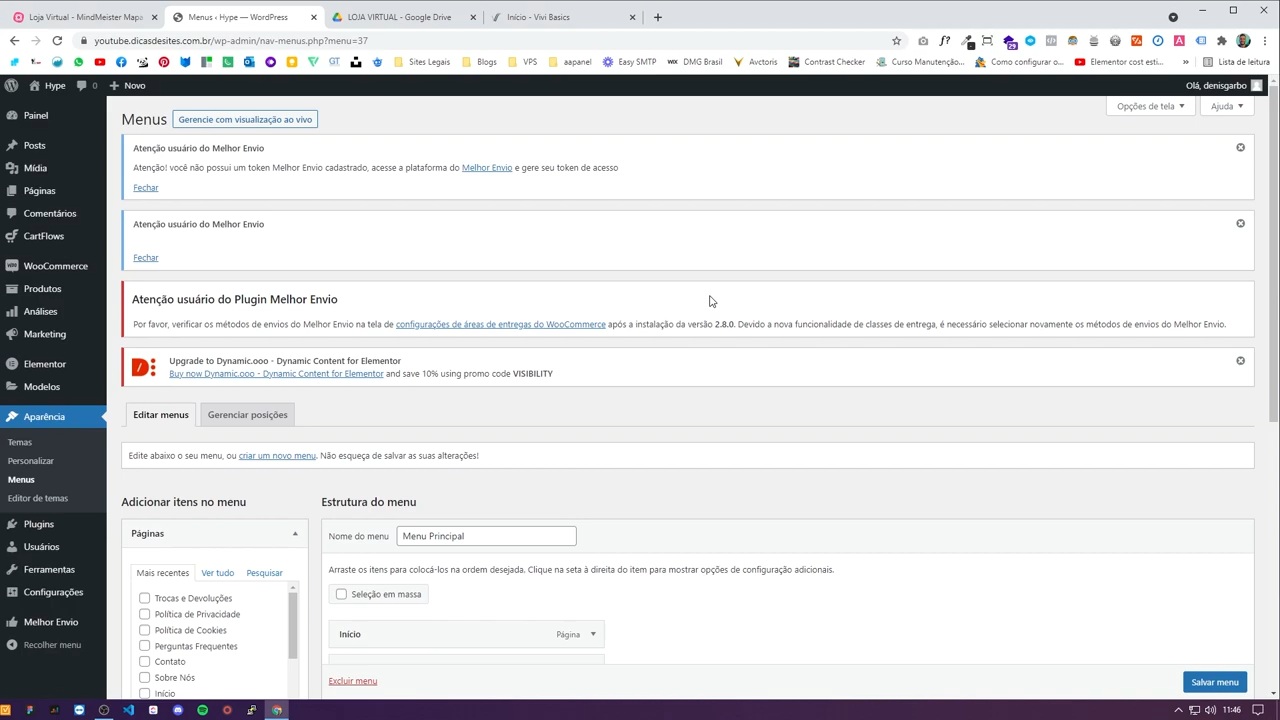 Loja Virtual - MindMeister Mapa
Menus ‹ Hype — WordPress
LOJA VIRTUAL - Google Drive
Início - Vivi Basics
youtube.dicasdesites.com.br/wp-admin/nav-menus.php?menu=37
29
Sites Legais
Blogs
VPS
aapanel
Easy SMTP
WIX DMG Brasil
Avctoris
Contrast Checker
Curso Manutenção...
Como configurar o...
Elementor cost esti...
Lista de leitura
Hype
0
Novo
Olá, denisgarbo
Painel
Posts
Mídia
Páginas
Comentários
CartFlows
WooCommerce
Produtos
Análises
Marketing
Elementor
Modelos
Aparência
Temas
Personalizar
Menus
Editor de temas
Plugins
Usuários
Ferramentas
Configurações
Melhor Envio
Recolher menu
Menus
Gerencie com visualização ao vivo
Opções de tela
Ajuda
Atenção usuário do Melhor Envio
Atenção! você não possui um token Melhor Envio cadastrado, acesse a plataforma do Melhor Envio e gere seu token de acesso
Fechar
Atenção usuário do Melhor Envio
Fechar
Atenção usuário do Plugin Melhor Envio
Por favor, verificar os métodos de envios do Melhor Envio na tela de configurações de áreas de entregas do WooCommerce após a instalação da versão 2.8.0. Devido a nova funcionalidade de classes de entrega, é necessário selecionar novamente os métodos de envios do Melhor Envio.
Upgrade to Dynamic.ooo - Dynamic Content for Elementor
Buy now Dynamic.ooo - Dynamic Content for Elementor and save 10% using promo code VISIBILITY
Editar menus
Gerenciar posições
Edite abaixo o seu menu, ou criar um novo menu. Não esqueça de salvar as suas alterações!
Adicionar itens no menu
Páginas
Mais recentes
Ver tudo
Pesquisar
Trocas e Devoluções
Política de Privacidade
Política de Cookies
Perguntas Frequentes
Contato
Sobre Nós
Início
Estrutura do menu
Nome do menu
Menu Principal
Arraste os itens para colocá-los na ordem desejada. Clique na seta à direita do item para mostrar opções de configuração adicionais.
Seleção em massa
Início
Página
Excluir menu
Salvar menu
11:46